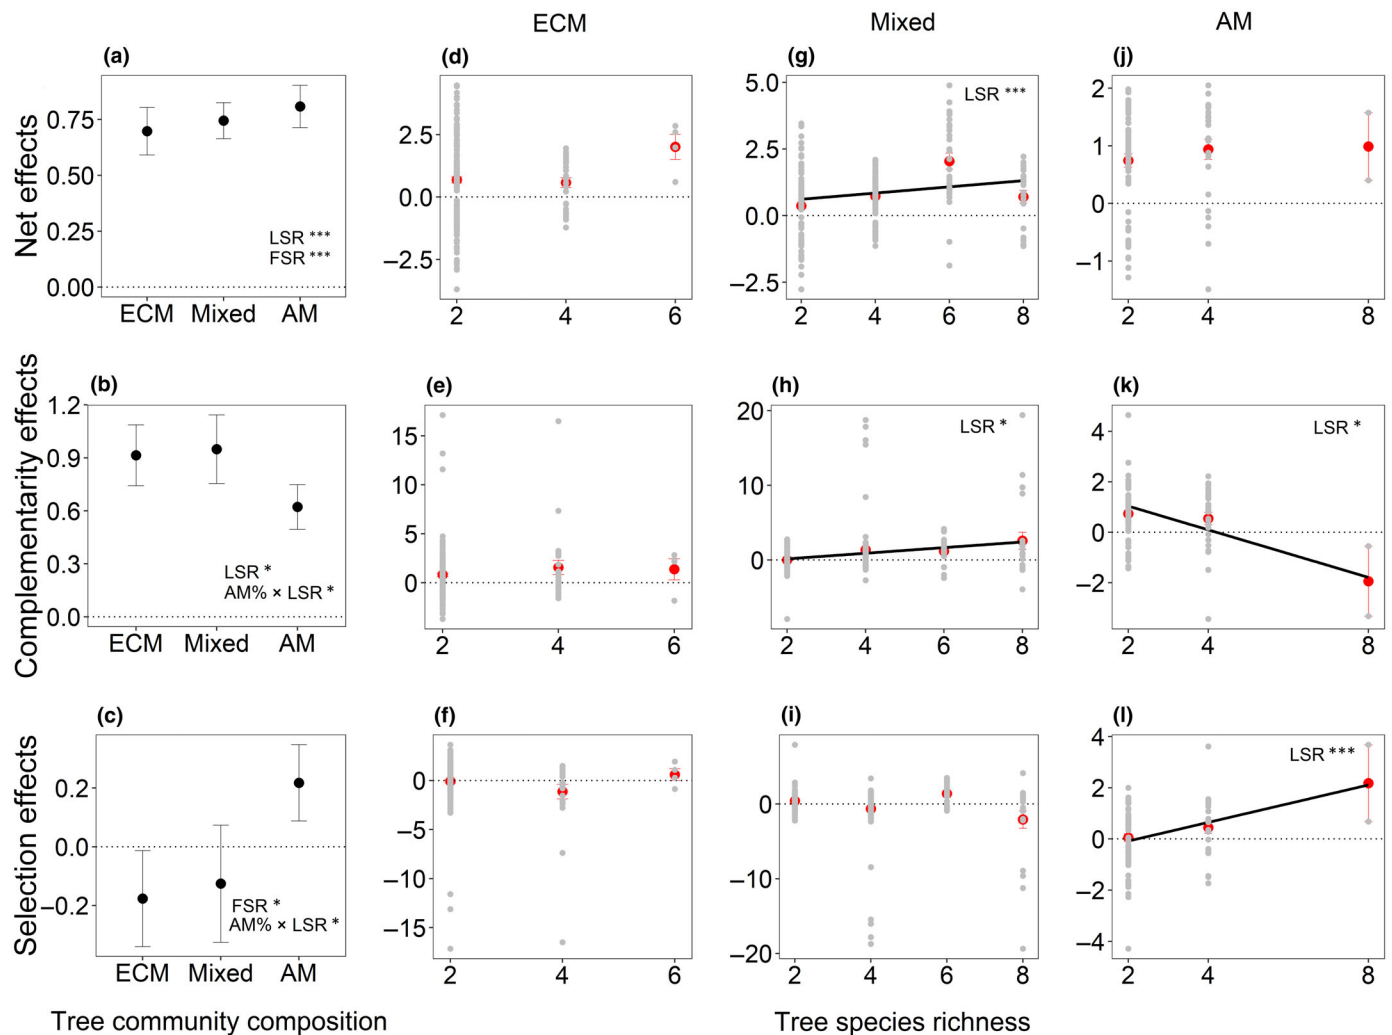 ECM Mixed AM
(a) (d) (g) (j)
Net effects
0.75
0.50
0.25
0.00
LSR ***
FSR ***
ECM Mixed AM
2.5
0.0
−2.5
2 4 6
5.0
2.5
0.0
−2.5
LSR ***
2 4 6 8
2
1
0
−1
2 4 8
(b) (e) (h) (k)
Complementarity effects
1.2
0.9
0.6
0.3
0.0
LSR *
AM% × LSR *
ECM Mixed AM
15
10
5
0
2 4 6
20
10
0
LSR *
2 4 6 8
4
2
0
−2
LSR *
2 4 8
(c) (f) (i) (l)
Selection effects
0.2
0.0
−0.2
FSR *
AM% × LSR *
ECM Mixed AM
0
−5
−10
−15
2 4 6
0
−10
−20
2 4 6 8
4
2
0
−2
−4
LSR ***
2 4 8
Tree community composition
Tree species richness